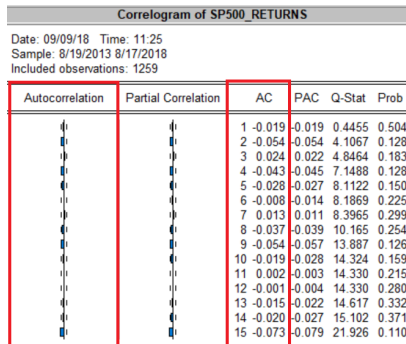 Correlogram of SP500_RETURNS
Date: 09/09/18 Time: 11:25
Sample: 8/19/2013 8/17/2018
Included observations: 1259
Autocorrelation Partial Correlation AC PAC Q-Stat Prob
1 -0.019 -0.019 0.4455 0.504
2 -0.054 -0.054 4.1067 0.128
3 0.024 0.022 4.8464 0.183
4 -0.043 -0.045 7.1488 0.128
5 -0.028 -0.027 8.1122 0.150
6 -0.008 -0.014 8.1869 0.225
7 0.013 0.011 8.3965 0.299
8 -0.037 -0.039 10.165 0.254
9 -0.054 -0.057 13.887 0.126
10 -0.019 -0.028 14.324 0.159
11 0.002 -0.003 14.330 0.215
12 -0.001 -0.004 14.330 0.280
13 -0.015 -0.022 14.617 0.332
14 -0.020 -0.027 15.102 0.371
15 -0.073 -0.079 21.926 0.110